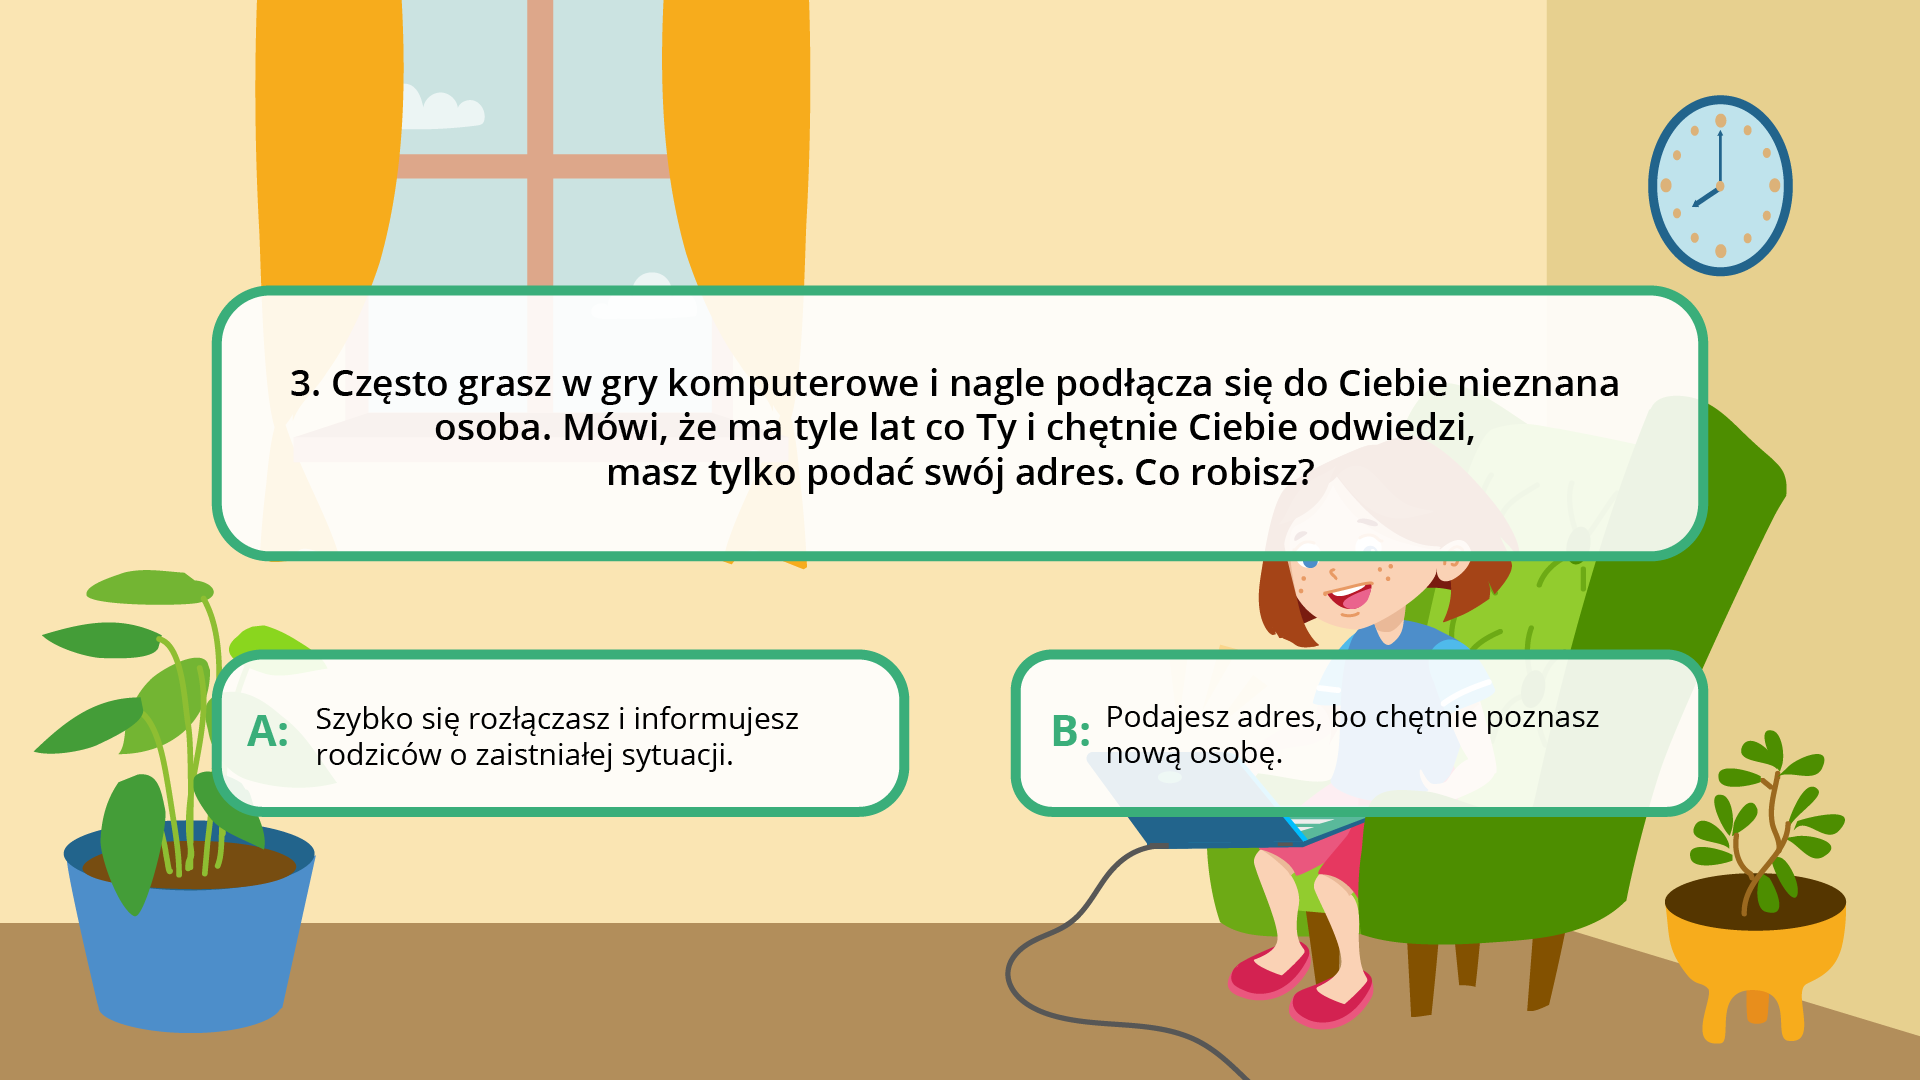 3. Często grasz w gry komputerowe i nagle podłącza się do Ciebie nieznana
osoba. Mówi, że ma tyle lat co Ty i chętnie Ciebie odwiedzi,
masz tylko podać swój adres. Co robisz?
A: Szybko się rozłączasz i informujesz
rodziców o zaistniałej sytuacji.
B: Podajesz adres, bo chętnie poznasz
nową osobę.